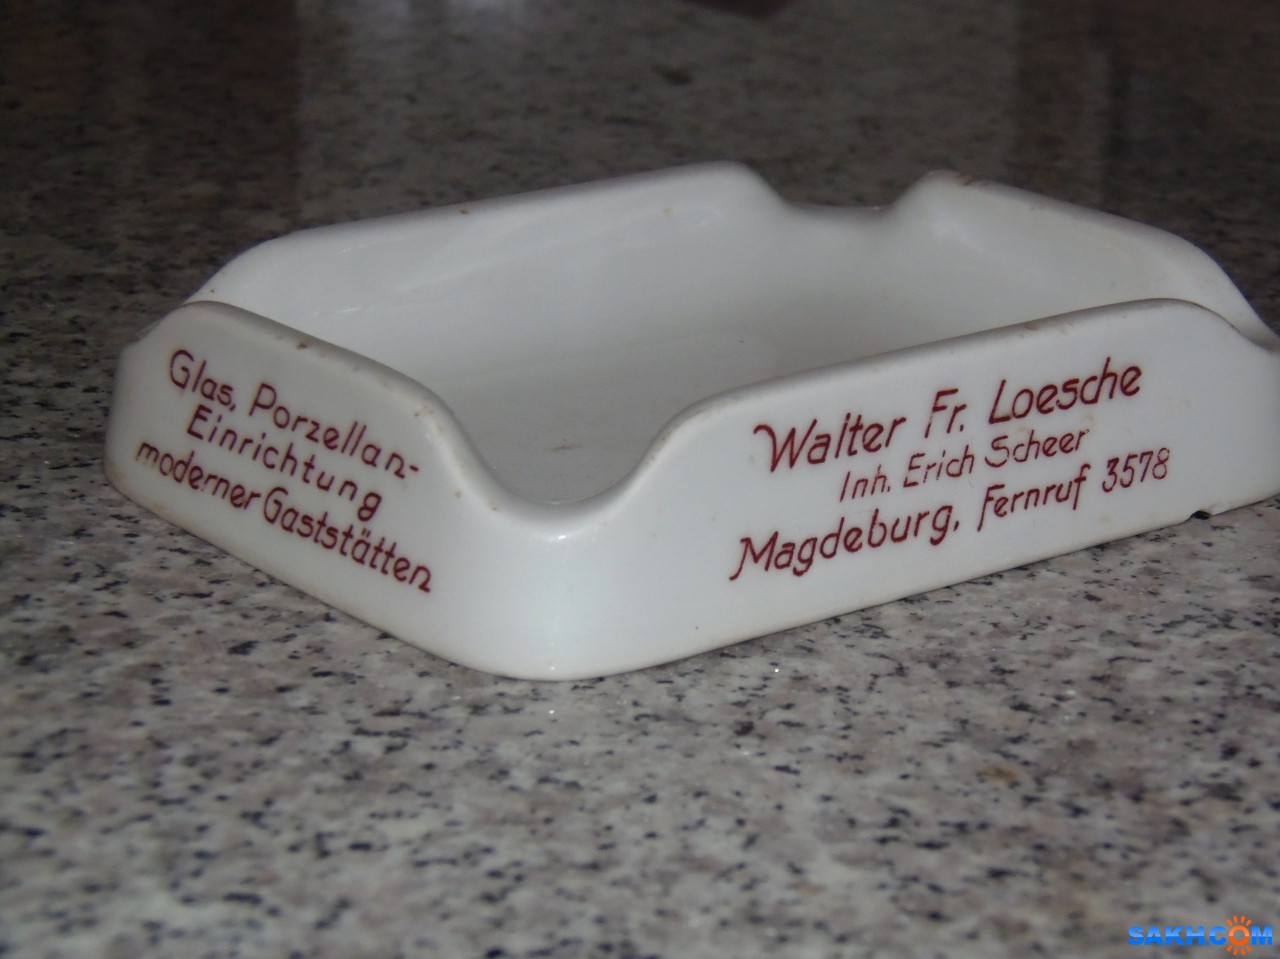 Glas, Porzellan-
Einrichtung
moderner Gaststätten
Walter Fr. Loesche
Inh. Erich Scheer
Magdeburg, Fernruf 3578
SAKH.COM